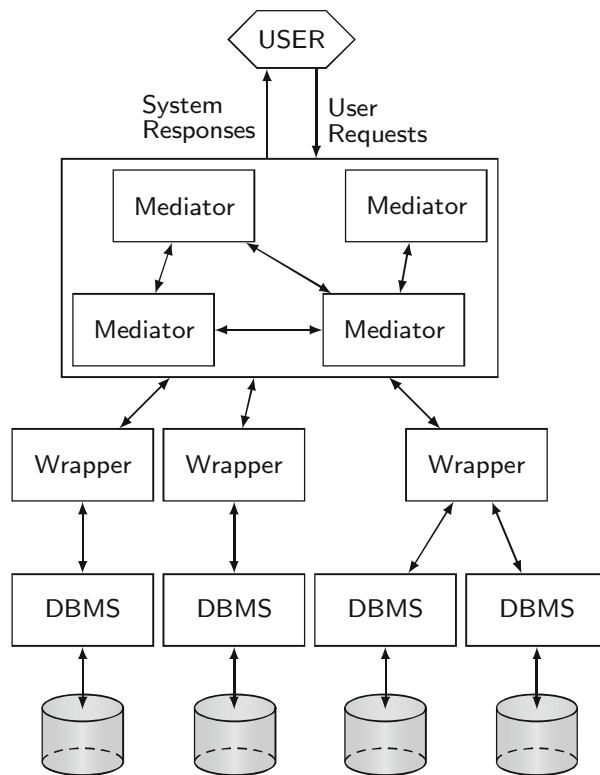 USER
System
Responses
User
Requests
Mediator
Mediator
Mediator
Mediator
Wrapper
Wrapper
Wrapper
DBMS
DBMS
DBMS
DBMS